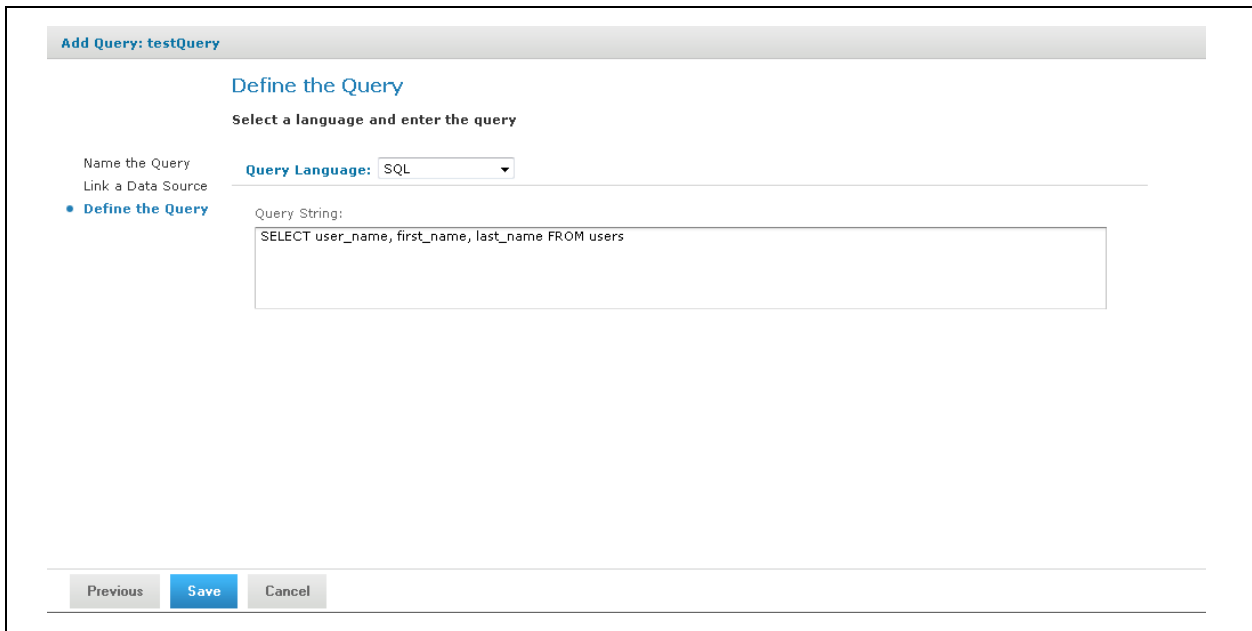 Add Query: testQuery
Define the Query
Select a language and enter the query
Name the Query
Link a Data Source
Define the Query
Query Language: SQL
Query String:
SELECT user_name, first_name, last_name FROM users
Previous Save Cancel